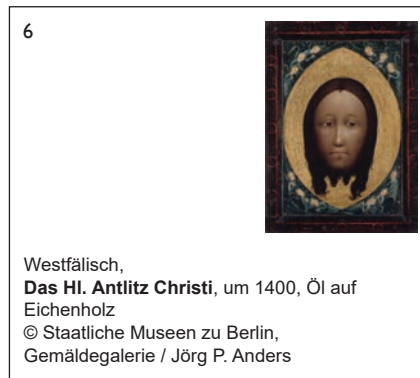 6
Westfälisch,
Das Hl. Antlitz Christi, um 1400, Öl auf
Eichenholz
© Staatliche Museen zu Berlin,
Gemäldegalerie / Jörg P. Anders